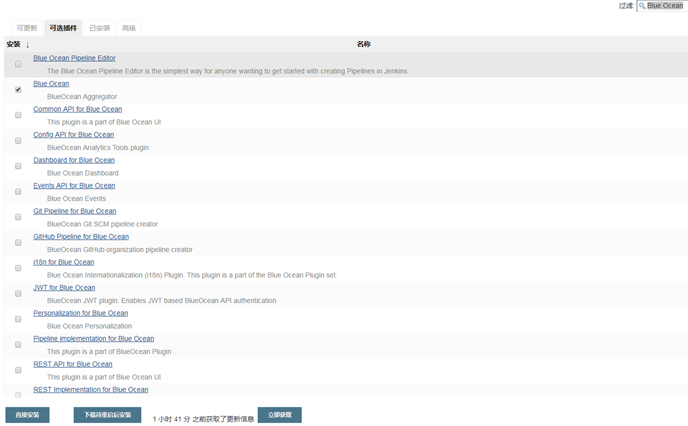 过滤: Blue Ocean
可更新 可选插件 已安装 高级
安装 ↓ 名称
Blue Ocean Pipeline Editor
The Blue Ocean Pipeline Editor is the simplest way for anyone wanting to get started with creating Pipelines in Jenkins
Blue Ocean
BlueOcean Aggregator
Common API for Blue Ocean
This plugin is a part of Blue Ocean UI
Config API for Blue Ocean
BlueOcean Analytics Tools plugin
Dashboard for Blue Ocean
Blue Ocean Dashboard
Events API for Blue Ocean
Blue Ocean Events
Git Pipeline for Blue Ocean
BlueOcean Git SCM pipeline creator
GitHub Pipeline for Blue Ocean
BlueOcean GitHub organization pipeline creator
i18n for Blue Ocean
Blue Ocean Internationalization (i18n) Plugin. This plugin is a part of the Blue Ocean Plugin set.
JWT for Blue Ocean
BlueOcean JWT plugin: Enables JWT based BlueOcean API authentication
Personalization for Blue Ocean
Blue Ocean Personalization
Pipeline implementation for Blue Ocean
This plugin is a part of BlueOcean Plugin
REST API for Blue Ocean
This plugin is a part of Blue Ocean UI
REST Implementation for Blue Ocean
直接安装 下载待重启后安装 1 小时 41 分 之前获取了更新信息 立即获取